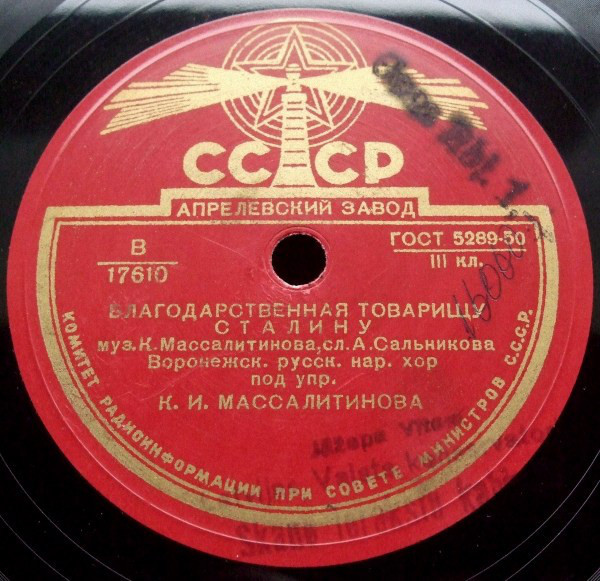 СССР
АПРЕЛЕВСКИЙ ЗАВОД
В
17610
ГОСТ 5289-50
III кл.
БЛАГОДАРСТВЕННАЯ ТОВАРИЩУ
СТАЛИНУ
муз. К. Массалитинова, сл. А. Сальникова
Воронежск. русск. нар. хор
под упр.
К. И. МАССАЛИТИНОВА
КОМИТЕТ РАДИОИНФОРМАЦИИ ПРИ СОВЕТЕ МИНИСТРОВ С.С.С.Р.